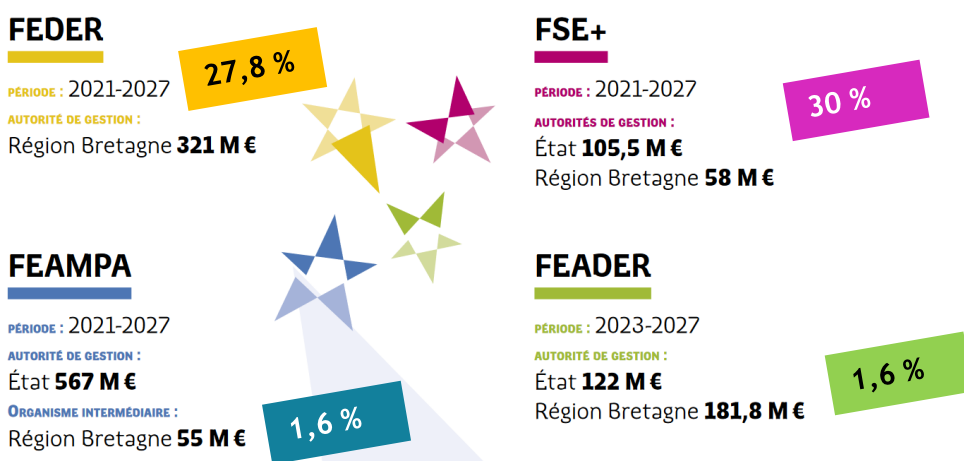 FEDER
27,8 %
PÉRIODE : 2021-2027
AUTORITÉ DE GESTION :
Région Bretagne 321 M €
FSE+
30 %
PÉRIODE : 2021-2027
AUTORITÉS DE GESTION :
État 105,5 M €
Région Bretagne 58 M €
FEAMPA
PÉRIODE : 2021-2027
AUTORITÉ DE GESTION :
État 567 M €
ORGANISME INTERMÉDIAIRE :
Région Bretagne 55 M €
1,6 %
FEADER
PÉRIODE : 2023-2027
AUTORITÉ DE GESTION :
État 122 M €
Région Bretagne 181,8 M €
1,6 %